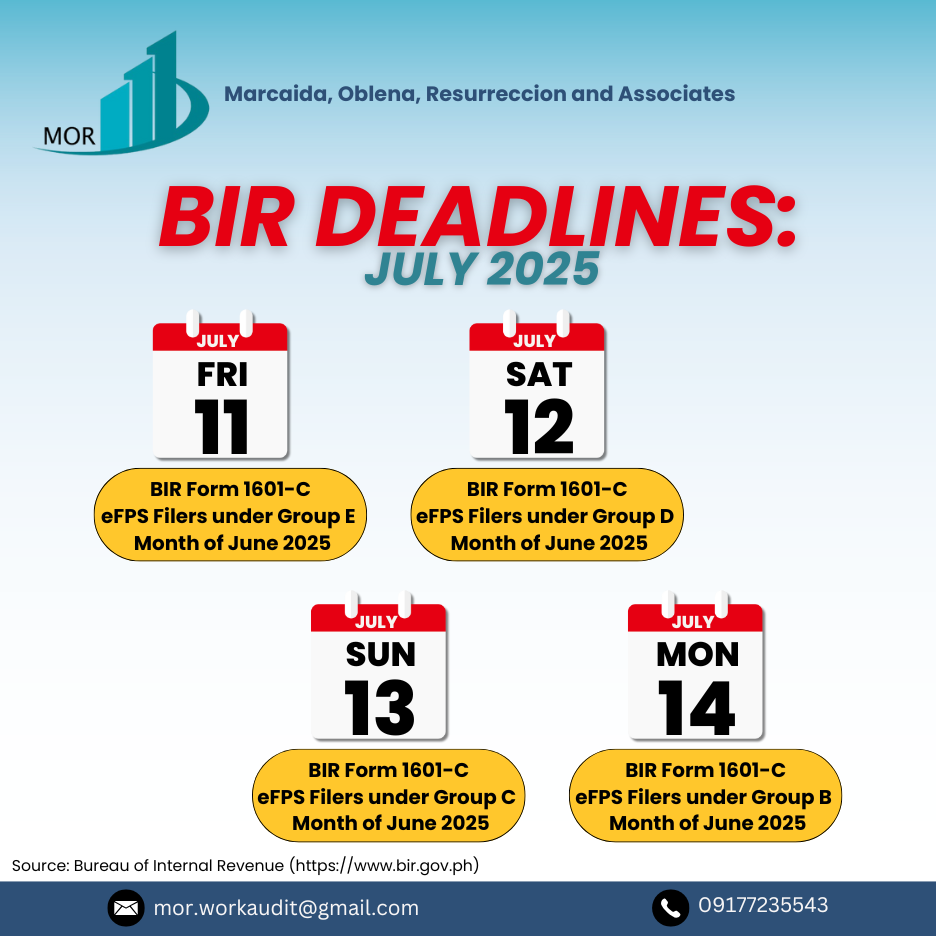 MOR
Marcaida, Oblena, Resurreccion and Associates
BIR DEADLINES:
JULY 2025
JULY
FRI
11
BIR Form 1601-C
eFPS Filers under Group E
Month of June 2025
JULY
SAT
12
BIR Form 1601-C
eFPS Filers under Group D
Month of June 2025
JULY
SUN
13
BIR Form 1601-C
eFPS Filers under Group C
Month of June 2025
JULY
MON
14
BIR Form 1601-C
eFPS Filers under Group B
Month of June 2025
Source: Bureau of Internal Revenue (https://www.bir.gov.ph)
mor.workaudit@gmail.com
09177235543